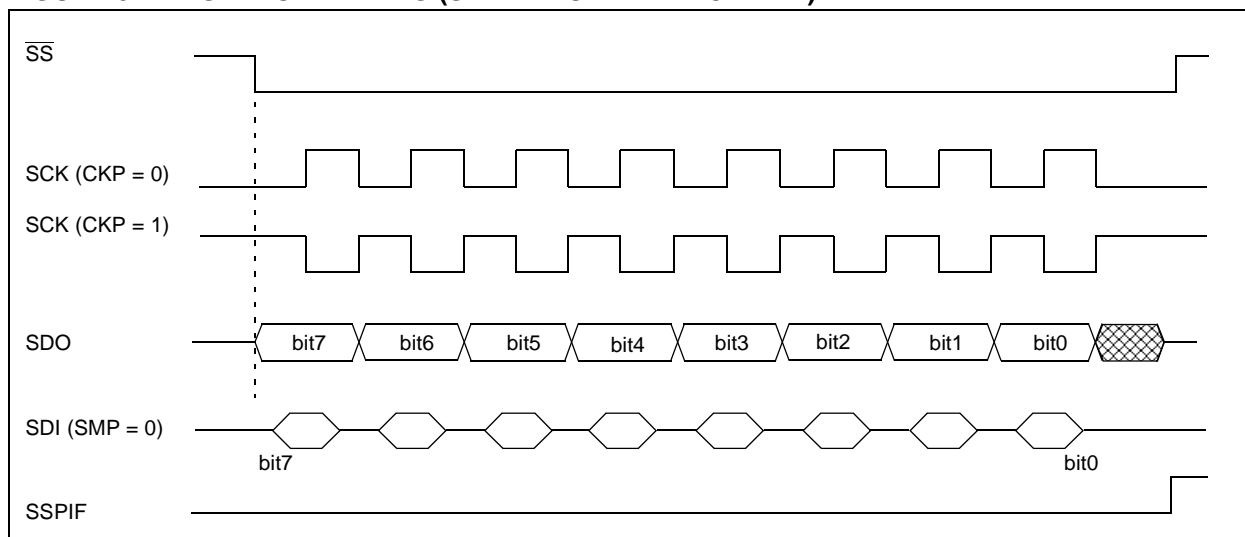 SS
SCK (CKP = 0)
SCK (CKP = 1)
SDO
bit7 bit6 bit5 bit4 bit3 bit2 bit1 bit0
SDI (SMP = 0)
bit7 bit0
SSPIF